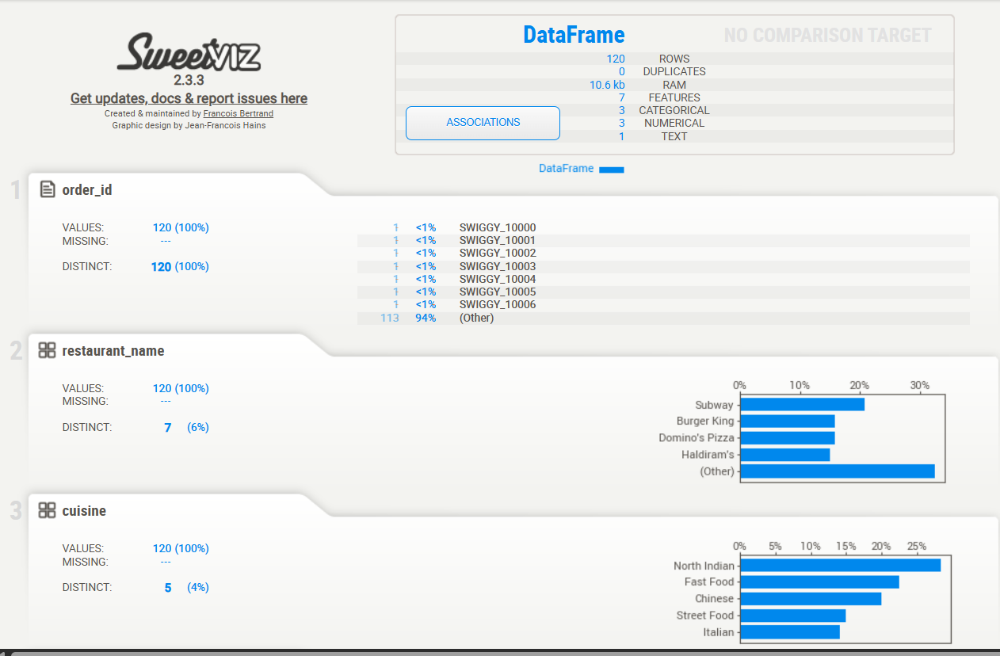 SweetVIZ
2.3.3
Get updates, docs & report issues here
Created & maintained by Francois Bertrand
Graphic design by Jean-Francois Hains
DataFrame NO COMPARISON TARGET
120 ROWS
0 DUPLICATES
10.6 kb RAM
7 FEATURES
3 CATEGORICAL
3 NUMERICAL
1 TEXT
ASSOCIATIONS
DataFrame
1 order_id
VALUES: 120 (100%)
MISSING: ---
DISTINCT: 120 (100%)
1 <1% SWIGGY_10000
1 <1% SWIGGY_10001
1 <1% SWIGGY_10002
1 <1% SWIGGY_10003
1 <1% SWIGGY_10004
1 <1% SWIGGY_10005
1 <1% SWIGGY_10006
113 94% (Other)
2 restaurant_name
VALUES: 120 (100%)
MISSING: ---
DISTINCT: 7 (6%)
0% 10% 20% 30%
Subway
Burger King
Domino's Pizza
Haldiram's
(Other)
3 cuisine
VALUES: 120 (100%)
MISSING: ---
DISTINCT: 5 (4%)
0% 5% 10% 15% 20% 25%
North Indian
Fast Food
Chinese
Street Food
Italian